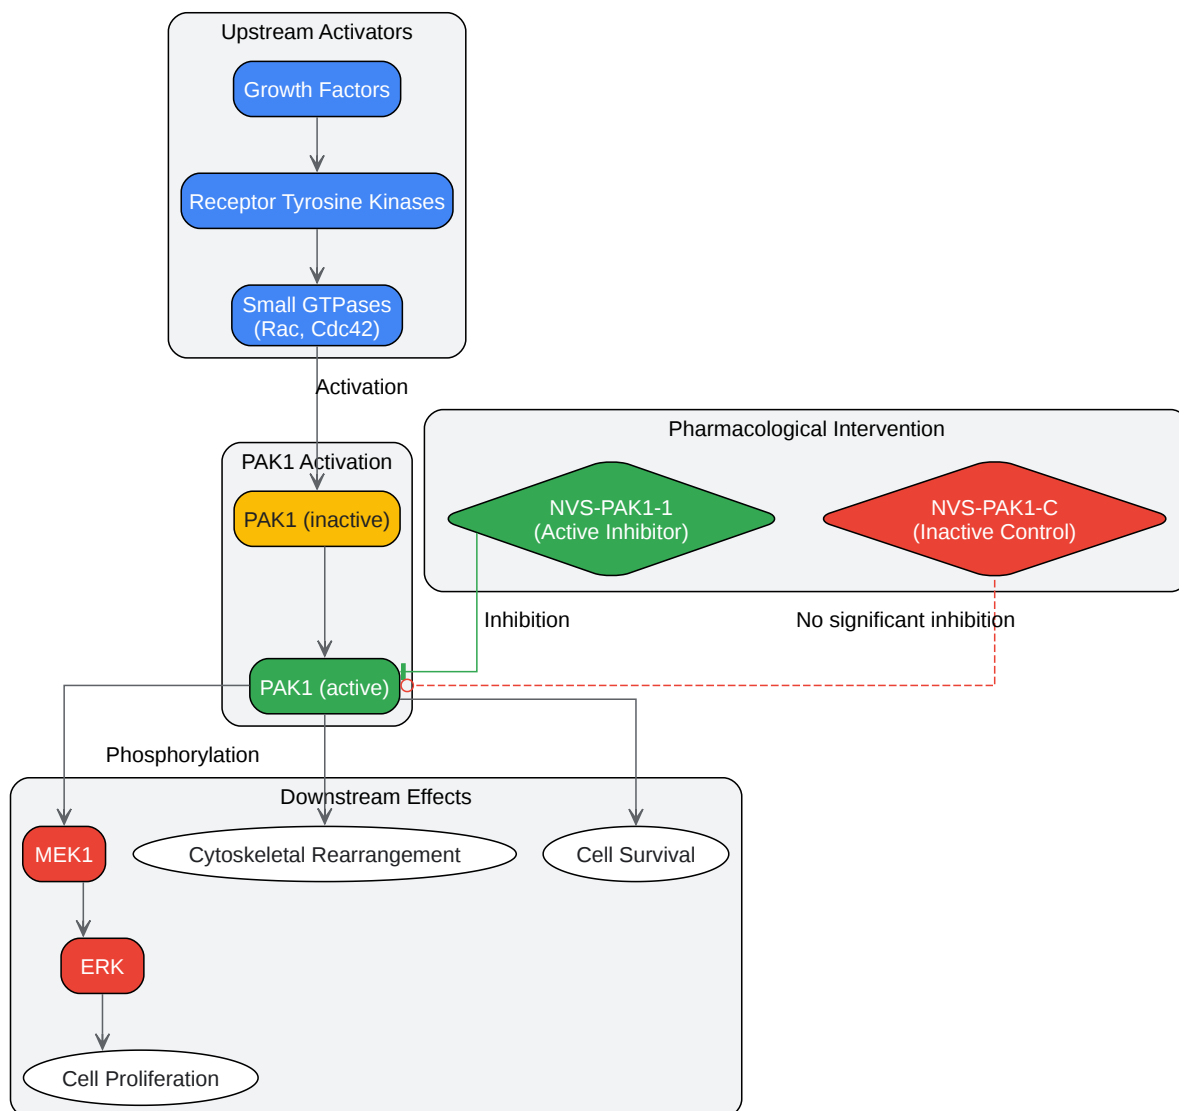 Upstream Activators
Growth Factors
Receptor Tyrosine Kinases
Small GTPases
(Rac, Cdc42)
Activation
Pharmacological Intervention
PAK1 Activation
NVS-PAK1-1
(Active Inhibitor)
NVS-PAK1-C
(Inactive Control)
PAK1 (inactive)
Inhibition
No significant inhibition
PAK1 (active)
Phosphorylation
Downstream Effects
MEK1
Cytoskeletal Rearrangement
Cell Survival
ERK
Cell Proliferation